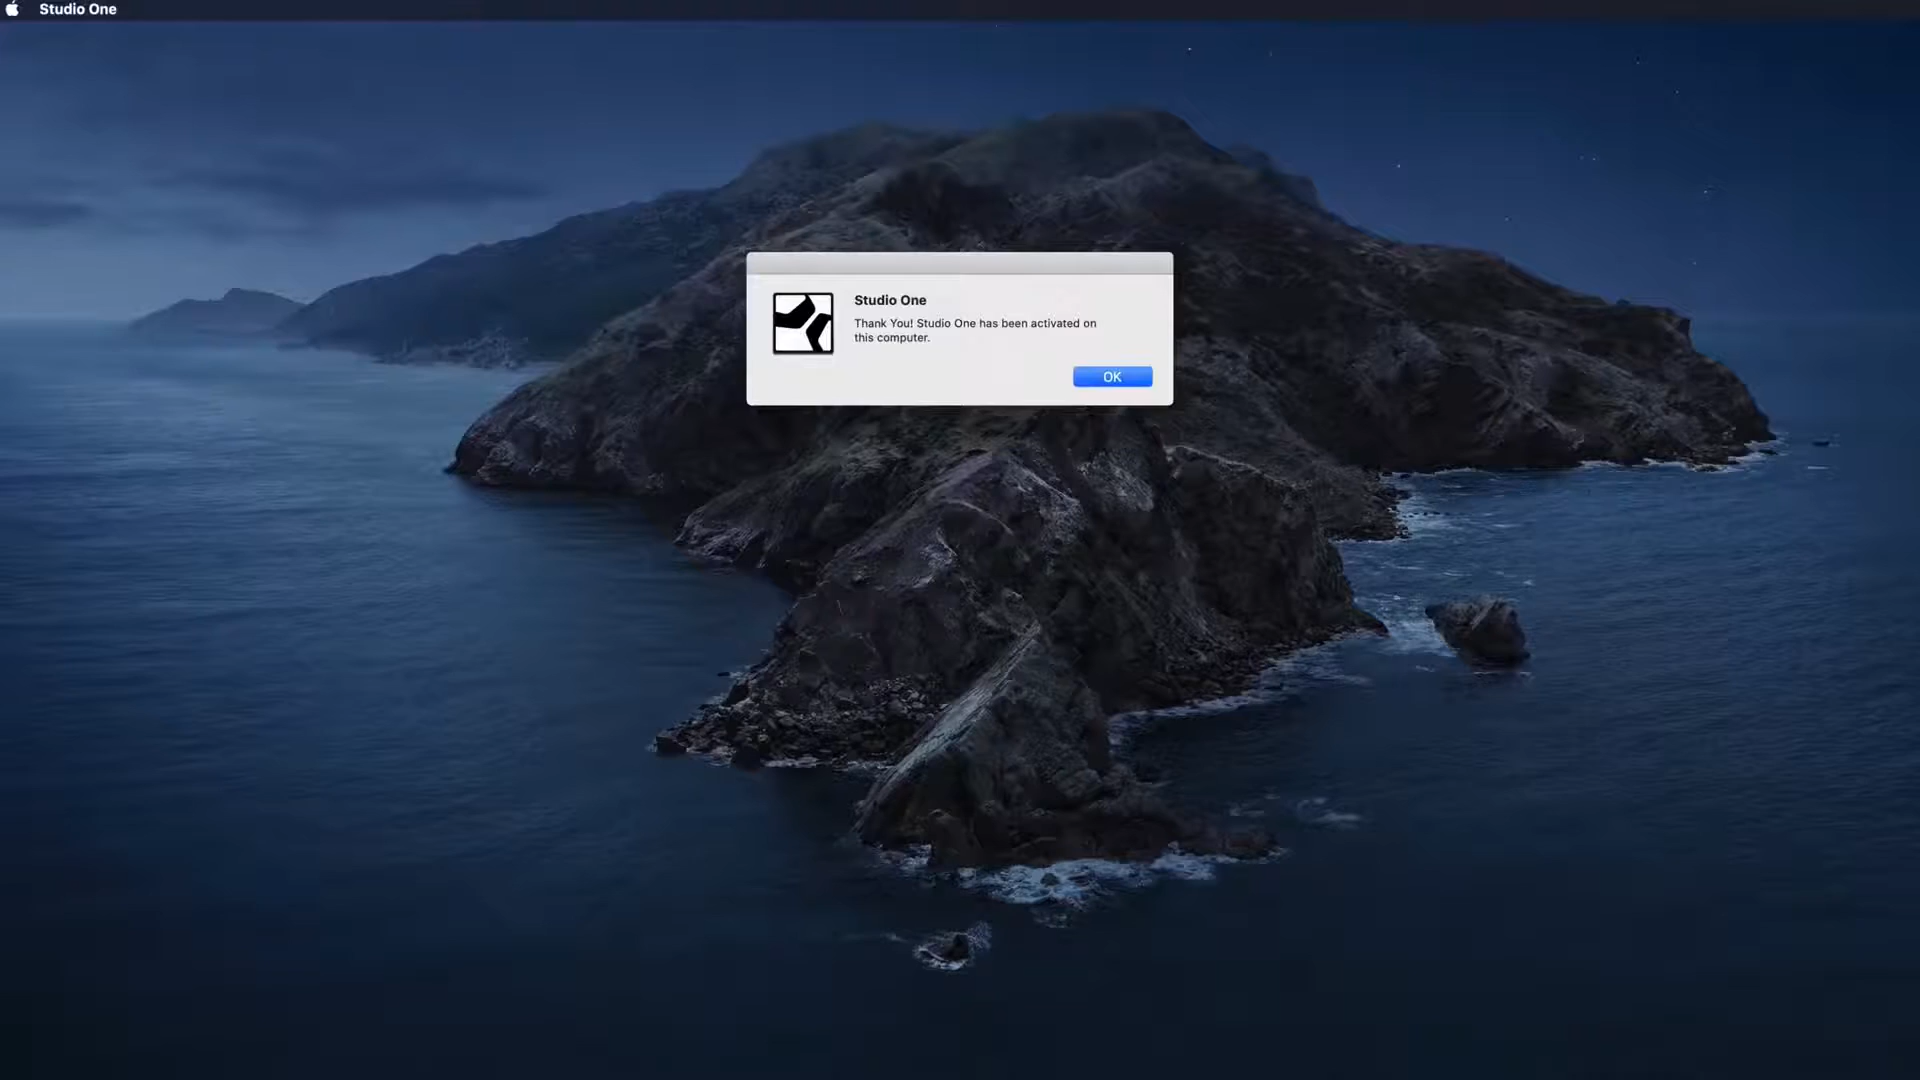 Studio One
Studio One
Thank You! Studio One has been activated on
this computer.
OK